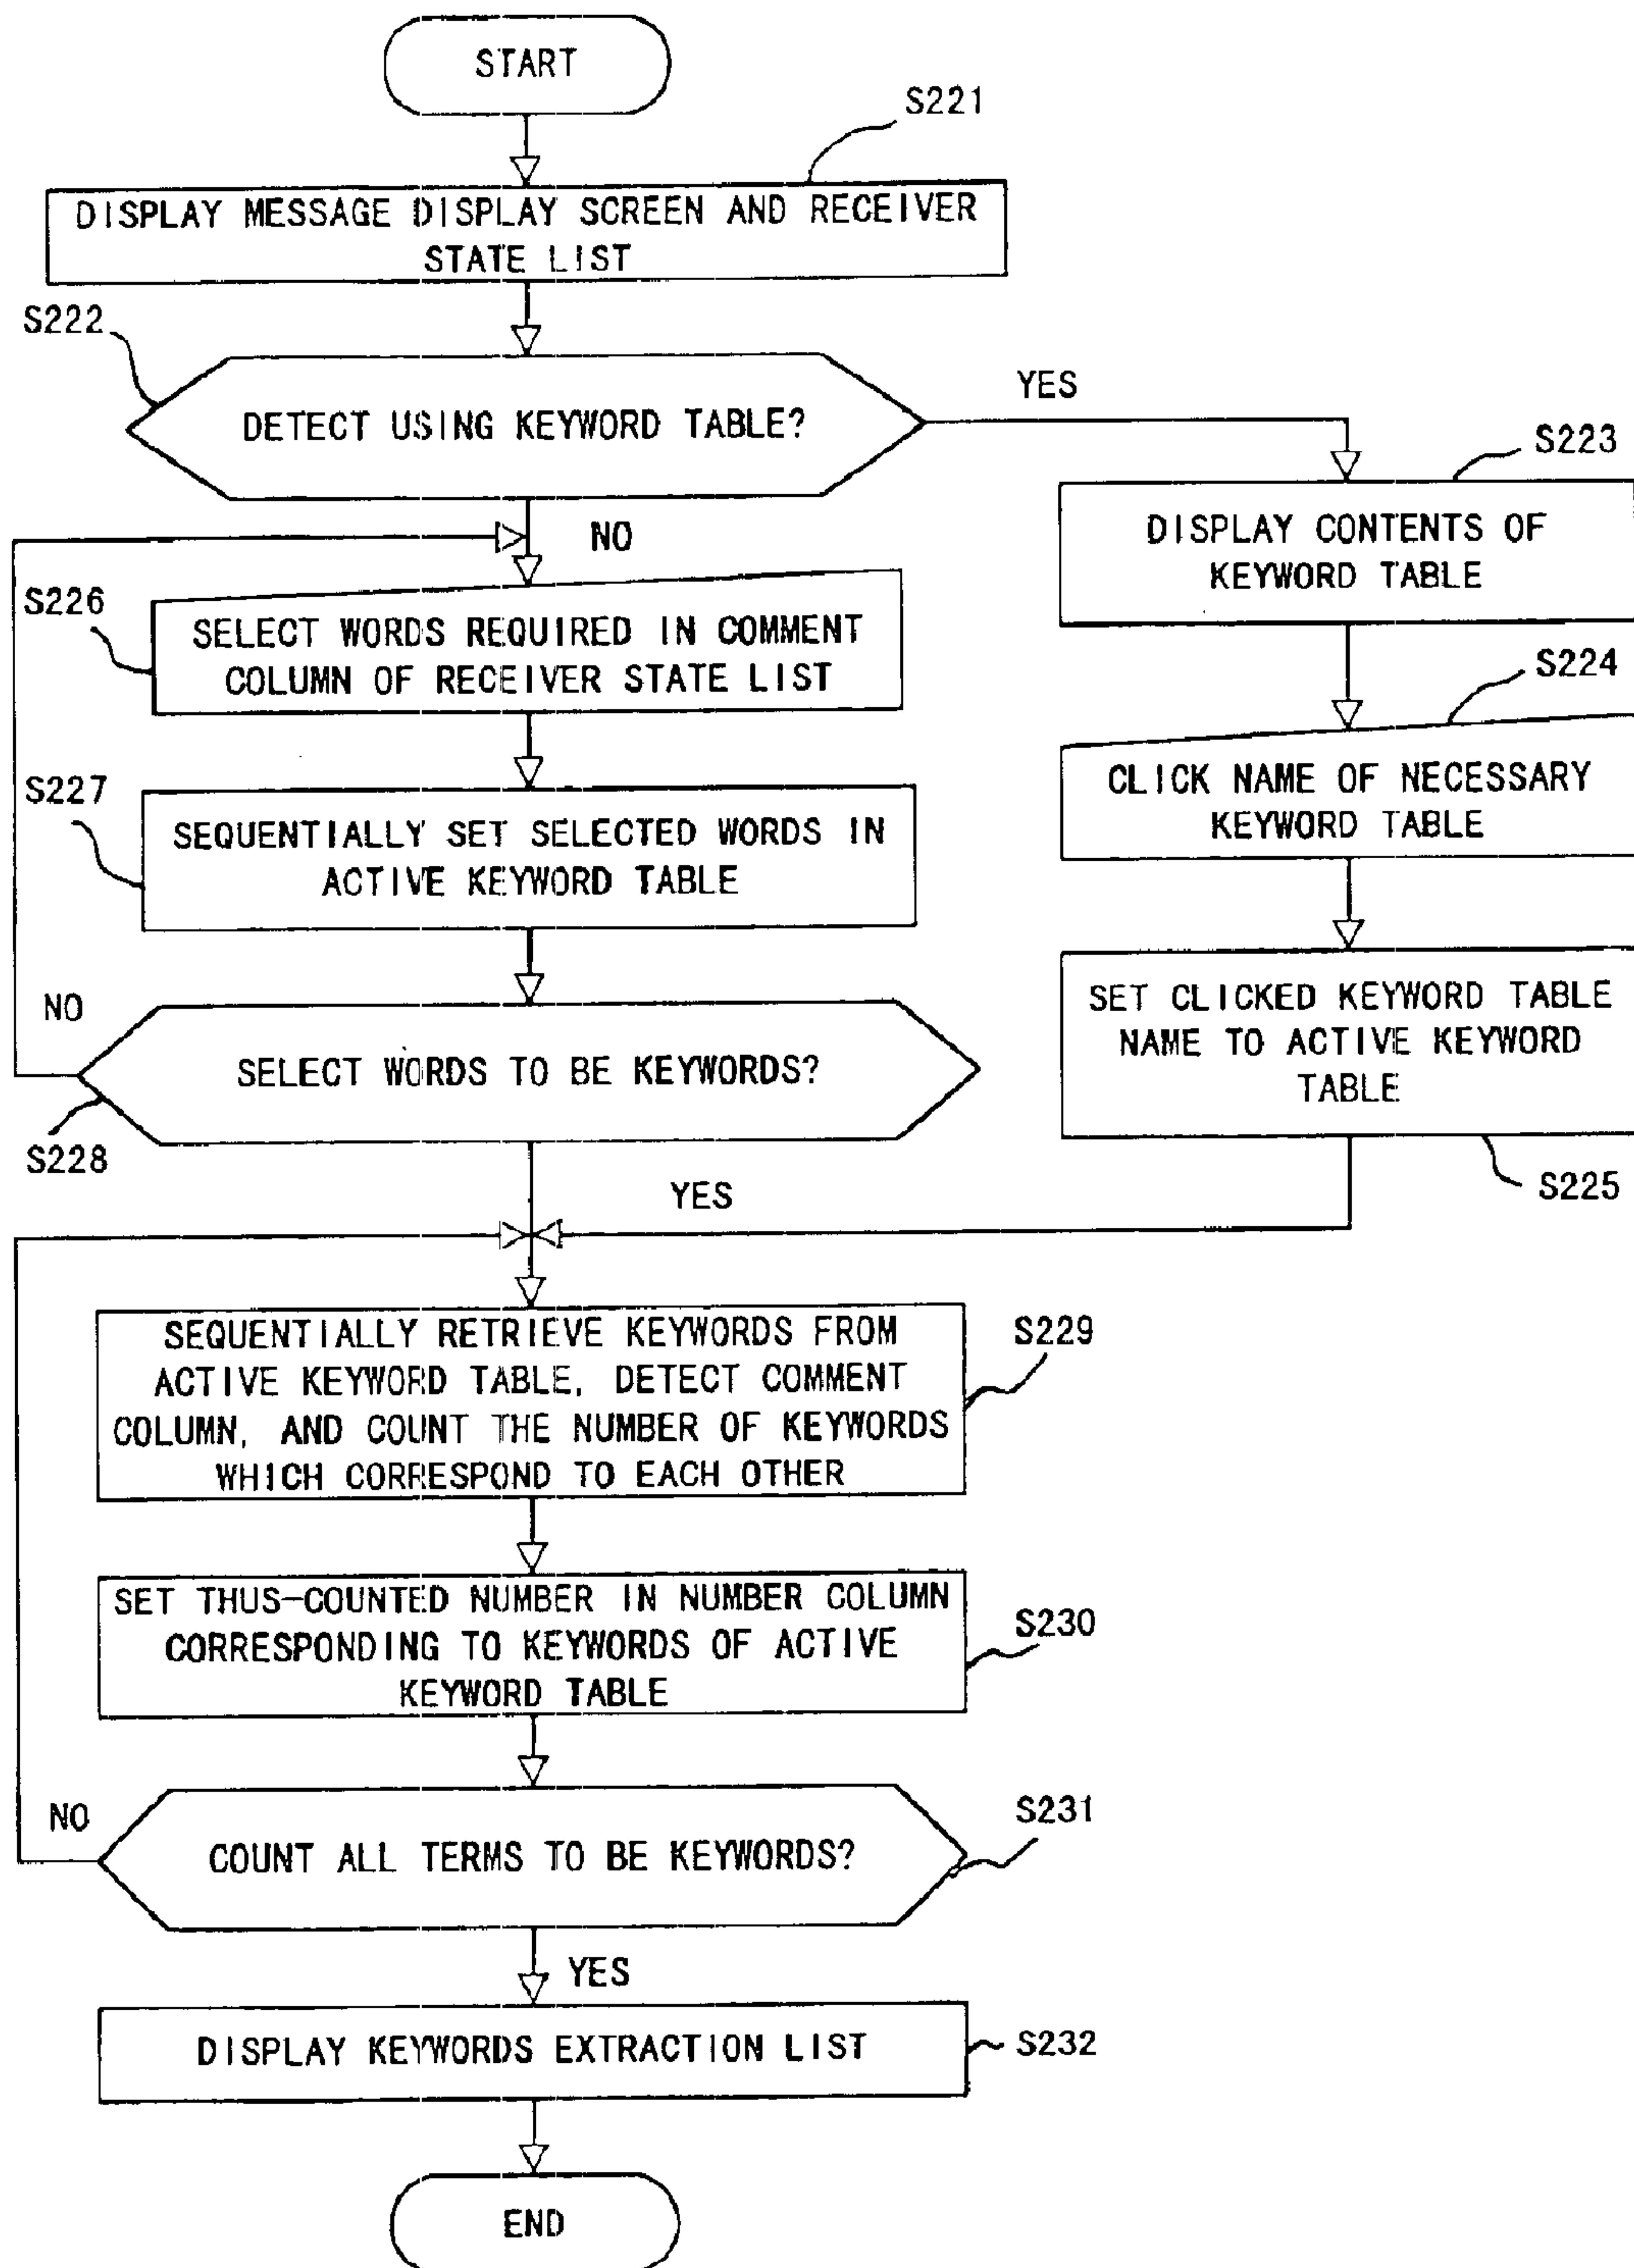 START
S221
DISPLAY MESSAGE DISPLAY SCREEN AND RECEIVER
STATE LIST
S222
DETECT USING KEYWORD TABLE?
YES
NO
S223
DISPLAY CONTENTS OF
KEYWORD TABLE
S224
CLICK NAME OF NECESSARY
KEYWORD TABLE
SET CLICKED KEYWORD TABLE
NAME TO ACTIVE KEYWORD
TABLE
S225
S226
SELECT WORDS REQUIRED IN COMMENT
COLUMN OF RECEIVER STATE LIST
S227
SEQUENTIALLY SET SELECTED WORDS IN
ACTIVE KEYWORD TABLE
NO
SELECT WORDS TO BE KEYWORDS?
S228
YES
SEQUENTIALLY RETRIEVE KEYWORDS FROM
ACTIVE KEYWORD TABLE, DETECT COMMENT
COLUMN, AND COUNT THE NUMBER OF KEYWORDS
WHICH CORRESPOND TO EACH OTHER
S229
SET THUS-COUNTED NUMBER IN NUMBER COLUMN
CORRESPONDING TO KEYWORDS OF ACTIVE
KEYWORD TABLE
S230
NO
COUNT ALL TERMS TO BE KEYWORDS?
S231
YES
DISPLAY KEYWORDS EXTRACTION LIST
S232
END